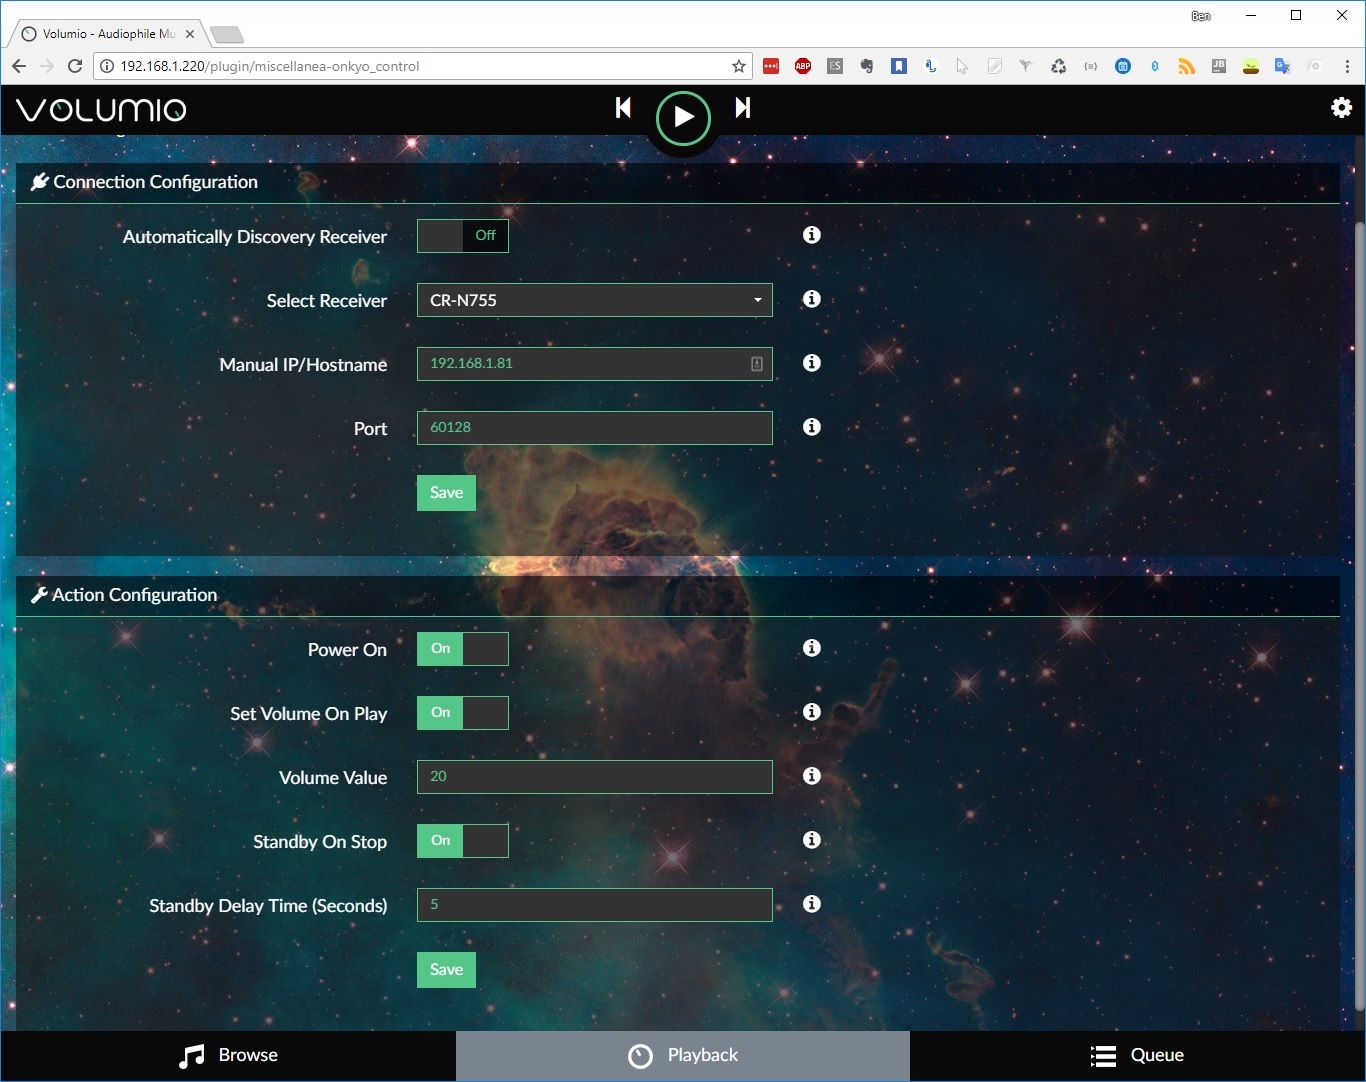 Ben
Volumio - Audiophile Mu
192.168.1.220/plugin/miscellanea-onkyo_control
ABP
ES
JB
VOLUMIO
Connection Configuration
Automatically Discovery Receiver
Off
Select Receiver
CR-N755
Manual IP/Hostname
192.168.1.81
Port
60128
Save
Action Configuration
Power On
On
Set Volume On Play
On
Volume Value
20
Standby On Stop
On
Standby Delay Time (Seconds)
5
Save
Browse
Playback
Queue